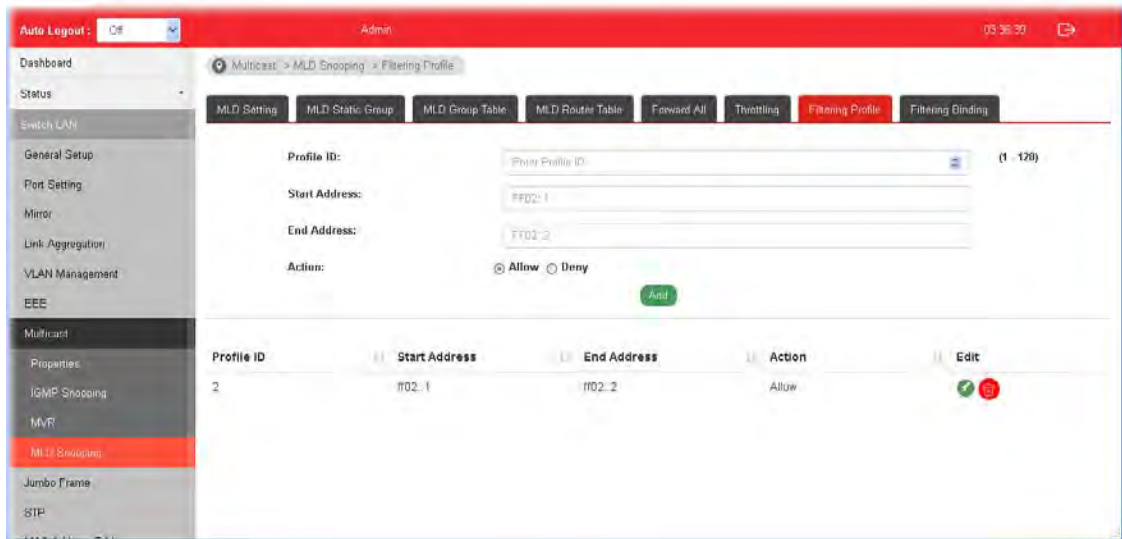 Auto Logout : Off Admin 03:36:39
Dashboard
Status
Switch LAN
General Setup
Port Setting
Mirror
Link Aggregation
VLAN Management
EEE
Multicast
Properties
IGMP Snooping
MVR
MLD Snooping
Jumbo Frame
STP
Multicast > MLD Snooping > Filtering Profile
MLD Setting MLD Static Group MLD Group Table MLD Router Table Forward All Throttling Filtering Profile Filtering Binding
Profile ID: Enter Profile ID (1 - 128)
Start Address: FF02::1
End Address: FF02::2
Action: Allow Deny
Add
Profile ID Start Address End Address Action Edit
2 ff02::1 ff02::2 Allow